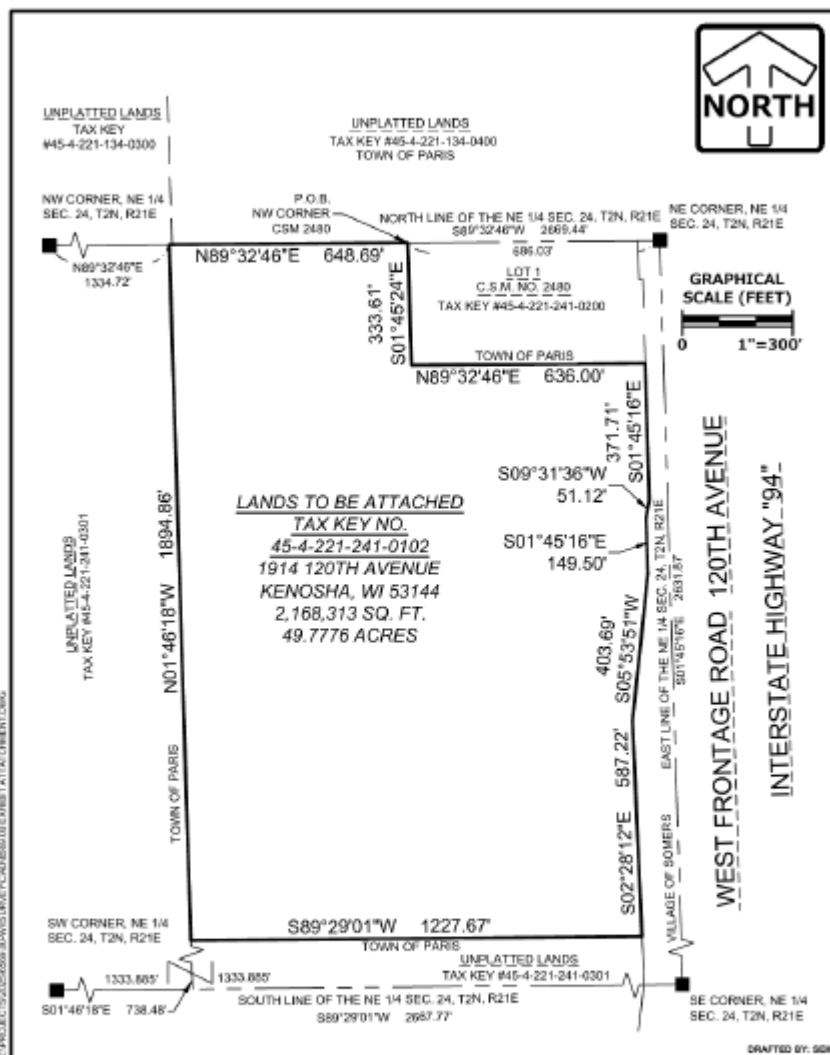 NORTH
UNPLATTED LANDS
TAX KEY
#45-4-221-134-0300
UNPLATTED LANDS
TAX KEY #45-4-221-134-0400
TOWN OF PARIS
NW CORNER, NE 1/4
SEC. 24, T2N, R21E
P.O.B.
NW CORNER
CSM 2480
NORTH LINE OF THE NE 1/4 SEC. 24, T2N, R21E
S89°32'46"W 2669.44'
686.03'
NE CORNER, NE 1/4
SEC. 24, T2N, R21E
N89°32'46"E
1334.72'
N89°32'46"E 648.69'
333.61'
S01°45'24"E
LOT 1
C.S.M. NO. 2480
TAX KEY #45-4-221-241-0200
GRAPHICAL
SCALE (FEET)
0 1"=300'
TOWN OF PARIS
N89°32'46"E 636.00'
371.71'
S01°45'16"E
S09°31'36"W
51.12'
S01°45'16"E
149.50'
LANDS TO BE ATTACHED
TAX KEY NO.
45-4-221-241-0102
1914 120TH AVENUE
KENOSHA, WI 53144
2,168,313 SQ. FT.
49.7776 ACRES
N01°46'18"W 1894.86'
UNPLATTED LANDS
TAX KEY #45-4-221-241-0301
TOWN OF PARIS
403.69'
S05°53'51"W
587.22'
S02°28'12"E
EAST LINE OF THE NE 1/4 SEC. 24, T2N, R21E
S01°45'16"E 2631.87'
VILLAGE OF SOMERS
WEST FRONTAGE ROAD 120TH AVENUE
INTERSTATE HIGHWAY "94"
S89°29'01"W 1227.67'
TOWN OF PARIS
SW CORNER, NE 1/4
SEC. 24, T2N, R21E
UNPLATTED LANDS
TAX KEY #45-4-221-241-0301
1333.885' 1333.885'
S01°46'18"E 738.48'
SOUTH LINE OF THE NE 1/4 SEC. 24, T2N, R21E
S89°29'01"W 2667.77'
SE CORNER, NE 1/4
SEC. 24, T2N, R21E
DRAFTED BY: